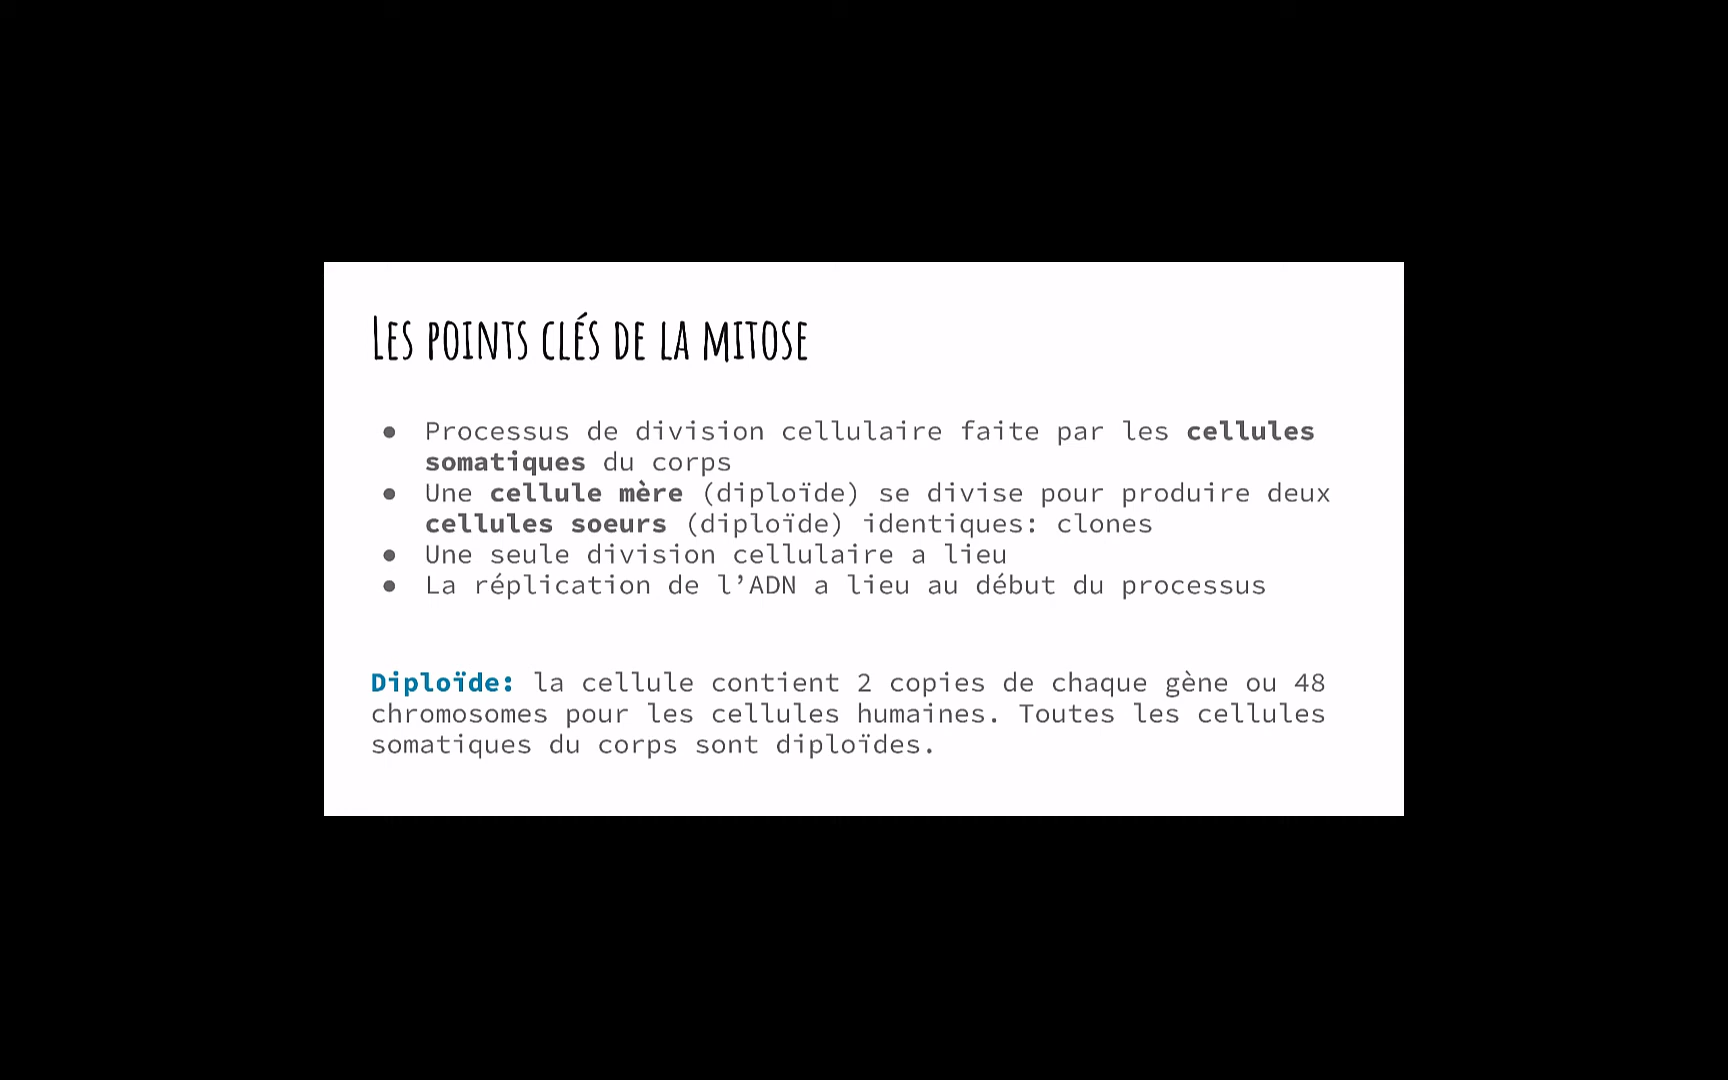 Les points clés de la mitose
● Processus de division cellulaire faite par les cellules
somatiques du corps
● Une cellule mère (diploïde) se divise pour produire deux
cellules soeurs (diploïde) identiques: clones
● Une seule division cellulaire a lieu
● La réplication de l’ADN a lieu au début du processus
Diploïde: la cellule contient 2 copies de chaque gène ou 48
chromosomes pour les cellules humaines. Toutes les cellules
somatiques du corps sont diploïdes.